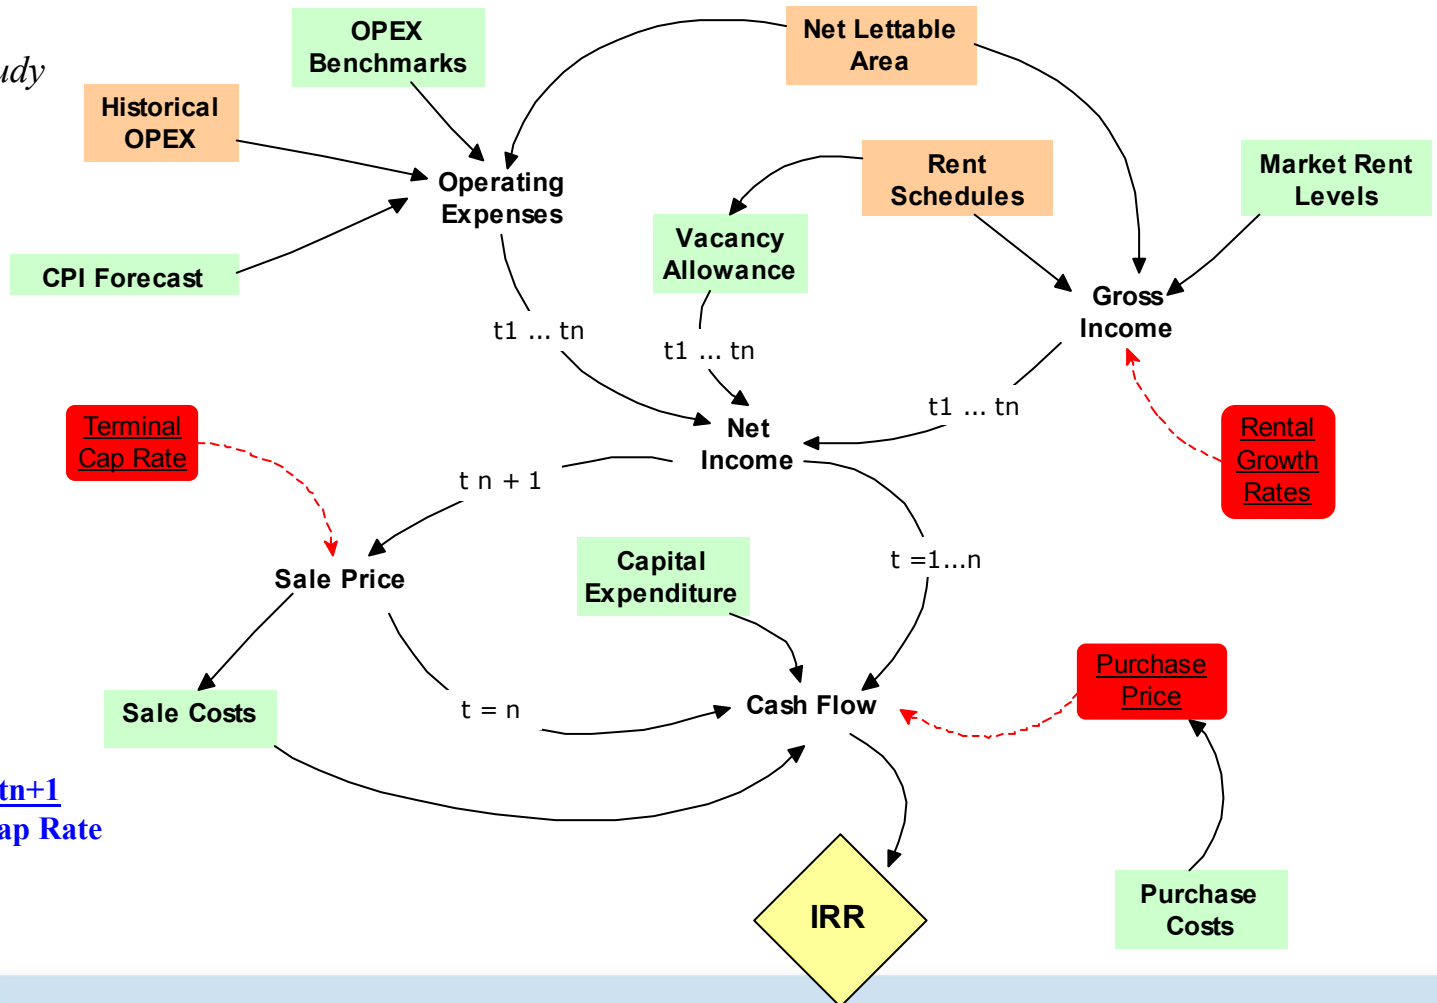 OPEX
Benchmarks
Net Lettable
Area
Historical
OPEX
Operating
Expenses
Rent
Schedules
Market Rent
Levels
CPI Forecast
Vacancy
Allowance
Gross
Income
t1 ... tn
t1 ... tn
t1 ... tn
Terminal
Cap Rate
Net
Income
Rental
Growth
Rates
t n + 1
t =1...n
Sale Price
Capital
Expenditure
Purchase
Price
Sale Costs
t = n
Cash Flow
tn+1
Rate
IRR
Purchase
Costs